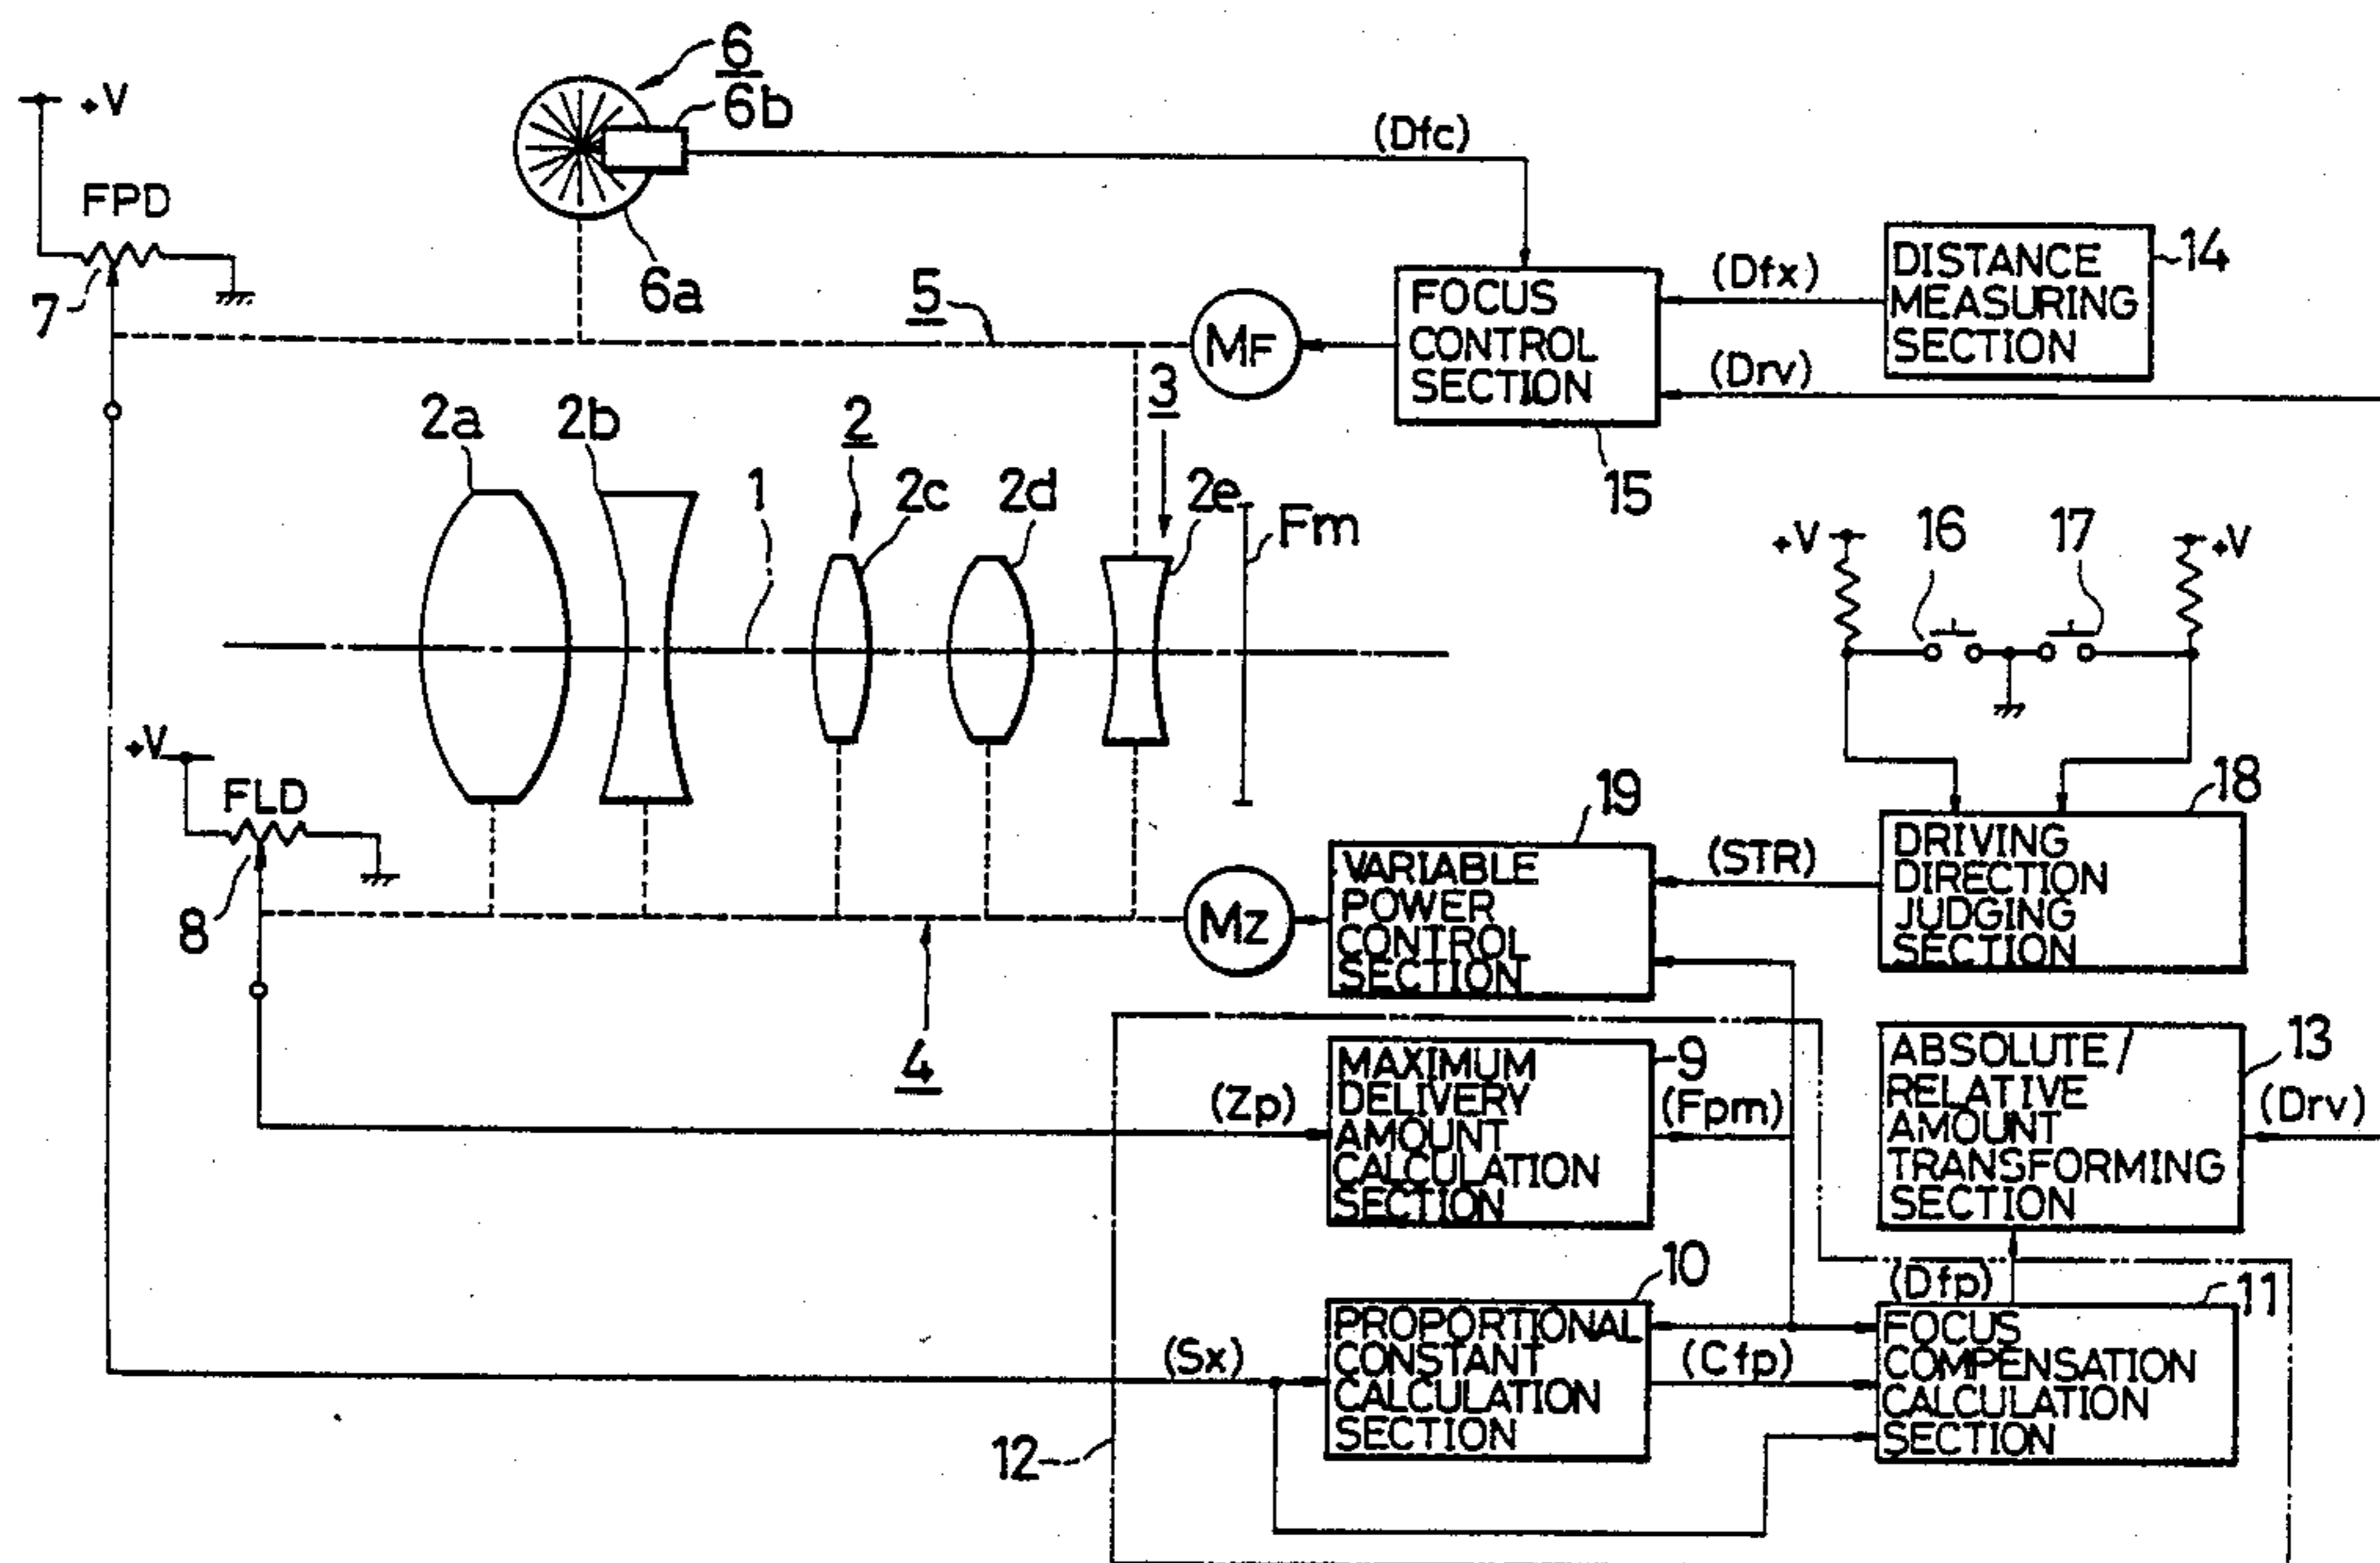 6
6b
+V
(Dfc)
FPD
7
6a
5
MF
FOCUS
CONTROL
SECTION
15
(Dfx)
(Drv)
DISTANCE
MEASURING
SECTION
14
3
2a
2b
2
2c
2d
2e
1
Fm
+V
16
17
+V
+V
FLD
8
4
MZ
19
VARIABLE
POWER
CONTROL
SECTION
(STR)
18
DRIVING
DIRECTION
JUDGING
SECTION
(Zp)
MAXIMUM
DELIVERY
AMOUNT
CALCULATION
SECTION
9
(Fpm)
ABSOLUTE/
RELATIVE
AMOUNT
TRANSFORMING
SECTION
13
(Drv)
(Sx)
10
PROPORTIONAL
CONSTANT
CALCULATION
SECTION
(Cfp)
(Dfp)
11
FOCUS
COMPENSATION
CALCULATION
SECTION
12